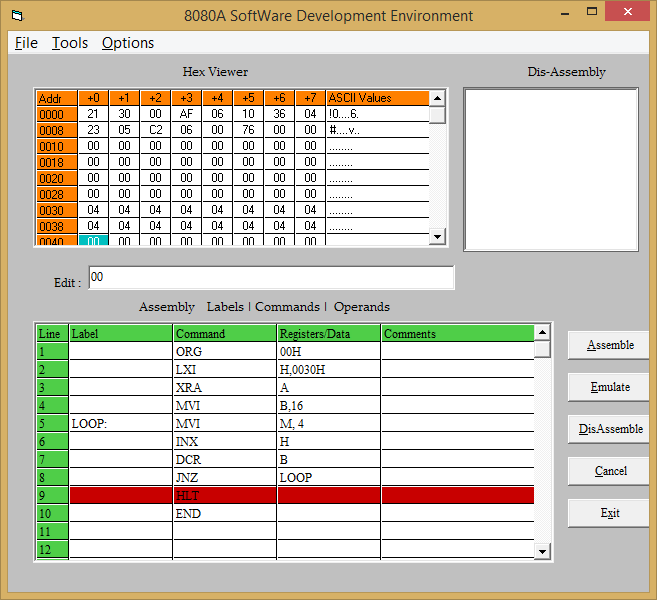 8080A SoftWare Development Environment
File Tools Options
Hex Viewer
Dis-Assembly
Addr +0 +1 +2 +3 +4 +5 +6 +7 ASCII Values
0000 21 30 00 AF 06 10 36 04 !0....6.
0008 23 05 C2 06 00 76 00 00 #....v..
0010 00 00 00 00 00 00 00 00 ........
0018 00 00 00 00 00 00 00 00 ........
0020 00 00 00 00 00 00 00 00 ........
0028 00 00 00 00 00 00 00 00 ........
0030 04 04 04 04 04 04 04 04 ........
0038 04 04 04 04 04 04 04 04 ........
0040 00 00 00 00 00 00 00 00 ........
Edit : 00
Assembly Labels | Commands | Operands
Line Label Command Registers/Data Comments
1 ORG 00H
2 LXI H,0030H
3 XRA A
4 MVI B,16
5 LOOP: MVI M, 4
6 INX H
7 DCR B
8 JNZ LOOP
9 HLT
10 END
11
12
Assemble
Emulate
DisAssemble
Cancel
Exit